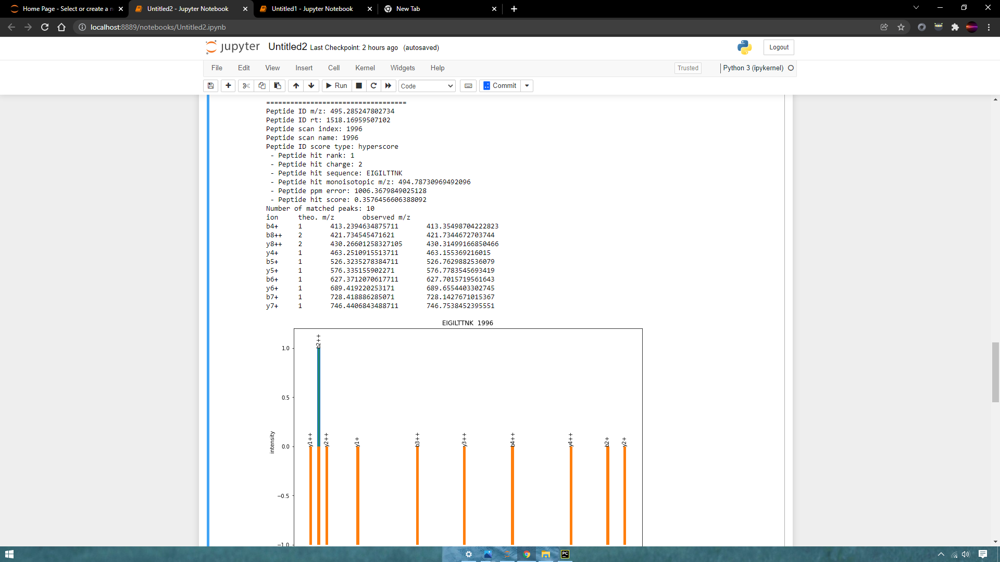 Home Page - Select or create a n
Untitled2 - Jupyter Notebook
Untitled1 - Jupyter Notebook
New Tab
localhost:8889/notebooks/Untitled2.ipynb
jupyter Untitled2 Last Checkpoint: 2 hours ago (autosaved)
Logout
File Edit View Insert Cell Kernel Widgets Help
Trusted
Python 3 (ipykernel)
Run
Code
Commit
===================================
Peptide ID m/z: 495.285247802734
Peptide ID rt: 1518.16959507102
Peptide scan index: 1996
Peptide scan name: 1996
Peptide ID score type: hyperscore
- Peptide hit rank: 1
- Peptide hit charge: 2
- Peptide hit sequence: EIGILTTNK
- Peptide hit monoisotopic m/z: 494.78730969492096
- Peptide ppm error: 1006.3679849025128
- Peptide hit score: 0.3576456606388092
Number of matched peaks: 10
ion theo. m/z observed m/z
b4+ 1 413.2394634875711 413.35498704222823
b8++ 2 421.734545471621 421.7344672703744
y8++ 2 430.26601258327105 430.31499166850466
y4+ 1 463.2510915513711 463.155369216015
b5+ 1 526.3235278384711 526.7629882536079
y5+ 1 576.335155902271 576.7783545693419
b6+ 1 627.3712070617711 627.7015719561643
y6+ 1 689.419220253171 689.6554403302745
b7+ 1 728.418886285071 728.1427671015367
y7+ 1 746.4406843488711 746.7538452395551
EIGILTTNK 1996
b2++
1.0
0.5
intensity
0.0
y1++ y2++ y1+ b3++ y3++ b4++ y4++ b2+ y2+
−0.5
−1.0
PC